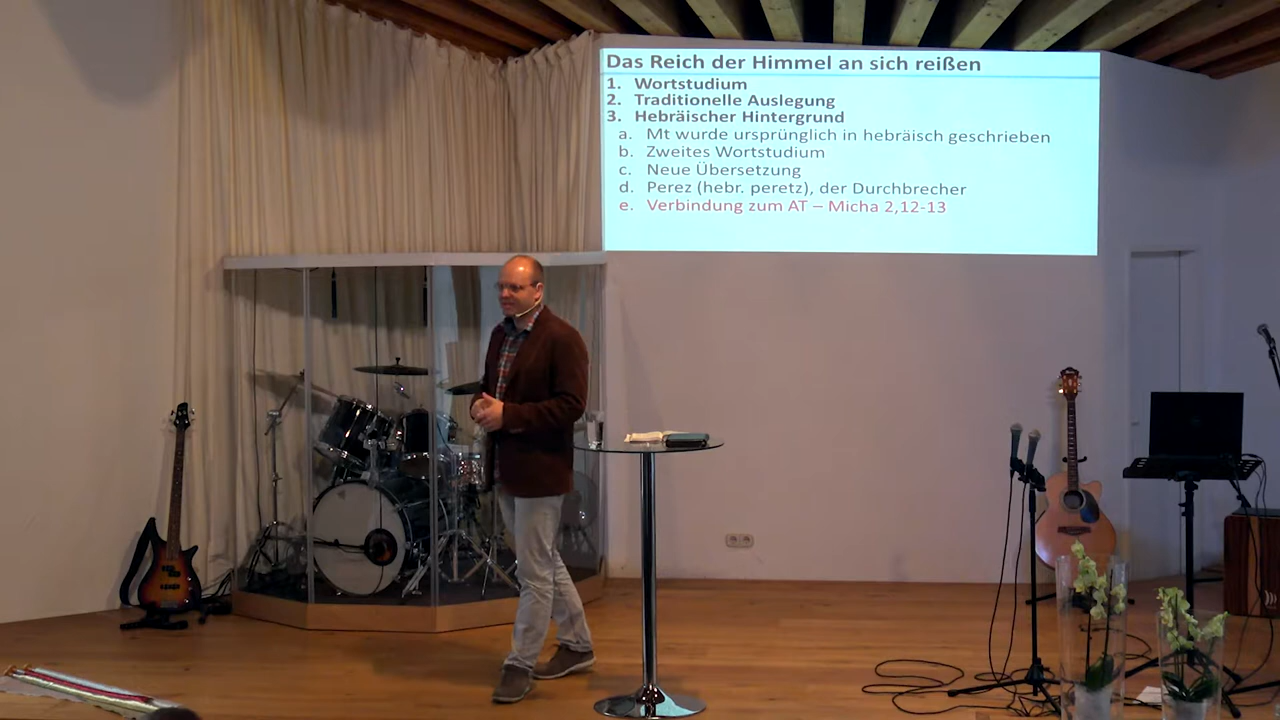 Das Reich der Himmel an sich reißen
1. Wortstudium
2. Traditionelle Auslegung
3. Hebräischer Hintergrund
a. Mt wurde ursprünglich in hebräisch geschrieben
b. Zweites Wortstudium
c. Neue Übersetzung
d. Perez (hebr. peretz), der Durchbrecher
e. Verbindung zum AT – Micha 2,12-13